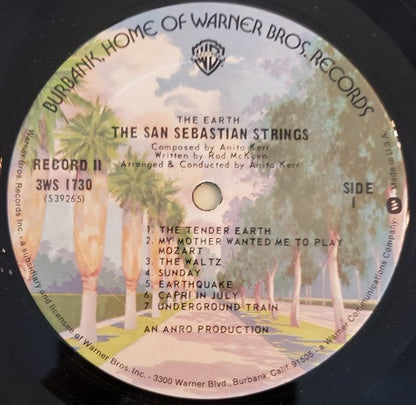 BURBANK, HOME OF WARNER BROS. RECORDS
WB
THE EARTH
THE SAN SEBASTIAN STRINGS
Composed by Anita Kerr
Written by Rod McKuen
Arranged & Conducted by Anita Kerr
RECORD II
3WS 1730
(S39265)
SIDE
1
1. THE TENDER EARTH
2. MY MOTHER WANTED ME TO PLAY
MOZART
3. THE WALTZ
4. SUNDAY
5. EARTHQUAKE
6. CAPRI IN JULY
7. UNDERGROUND TRAIN
AN ANRO PRODUCTION
Warner Bros. Records Inc. - a subsidiary and licensee of Warner Bros. Inc. - 3300 Warner Blvd., Burbank, Calif. 91505 - a Warner Communications Company - Made in U.S.A.